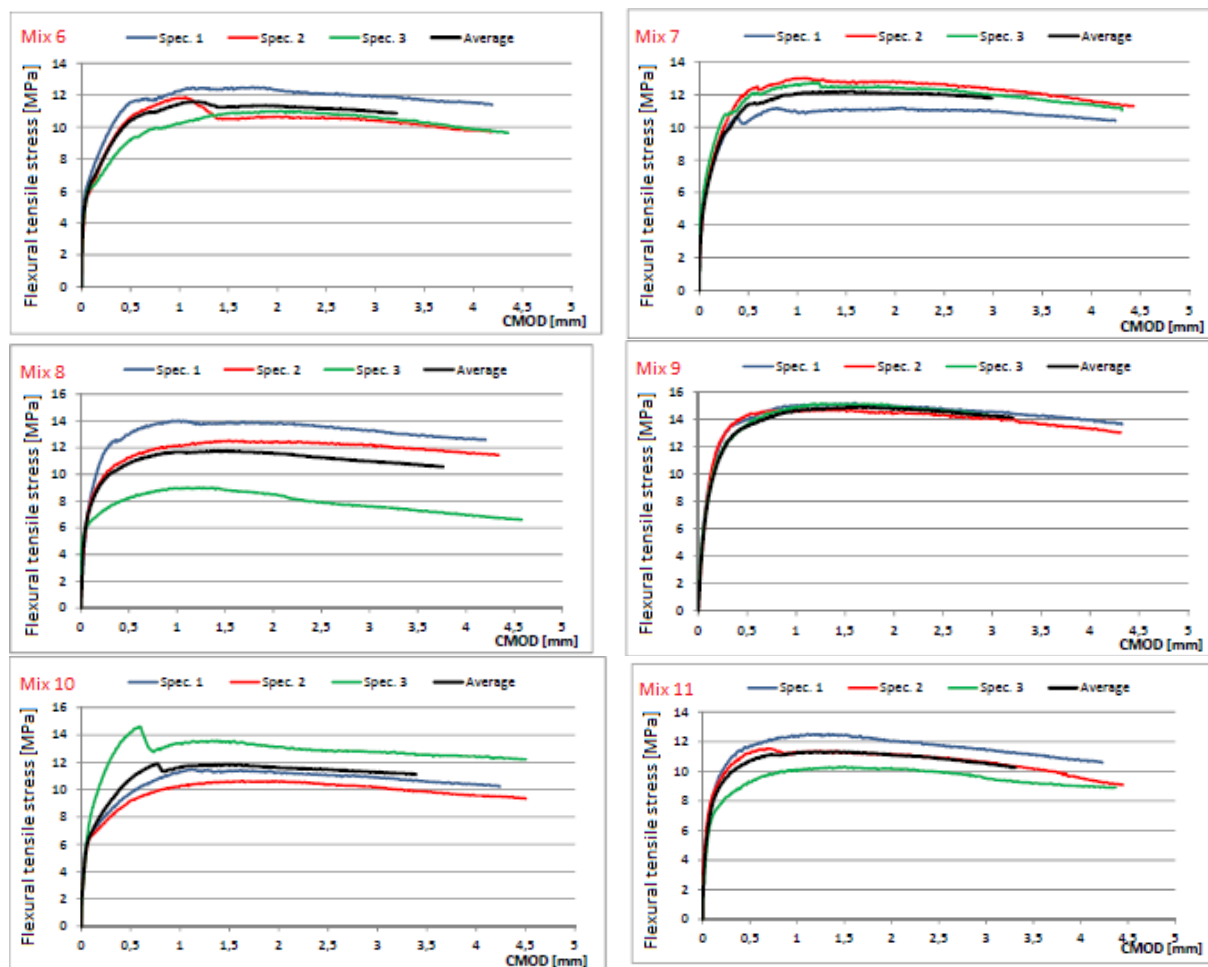 Mix 6
Spec. 1 Spec. 2 Spec. 3 Average
Flexural tensile stress [MPa]
14
12
10
8
6
4
2
0
0 0,5 1 1,5 2 2,5 3 3,5 4 4,5 5
CMOD [mm]
Mix 7
Spec. 1 Spec. 2 Spec. 3 Average
Flexural tensile stress [MPa]
14
12
10
8
6
4
2
0
0 0,5 1 1,5 2 2,5 3 3,5 4 4,5 5
CMOD [mm]
Mix 8
Spec. 1 Spec. 2 Spec. 3 Average
Flexural tensile stress [MPa]
16
14
12
10
8
6
4
2
0
0 0,5 1 1,5 2 2,5 3 3,5 4 4,5 5
CMOD [mm]
Mix 9
Spec. 1 Spec. 2 Spec. 3 Average
Flexural tensile stress [MPa]
16
14
12
10
8
6
4
2
0
0 0,5 1 1,5 2 2,5 3 3,5 4 4,5 5
CMOD [mm]
Mix 10
Spec. 1 Spec. 2 Spec. 3 Average
Flexural tensile stress [MPa]
16
14
12
10
8
6
4
2
0
0 0,5 1 1,5 2 2,5 3 3,5 4 4,5 5
CMOD [mm]
Mix 11
Spec. 1 Spec. 2 Spec. 3 Average
Flexural tensile stress [MPa]
14
12
10
8
6
4
2
0
0 0,5 1 1,5 2 2,5 3 3,5 4 4,5 5
CMOD [mm]